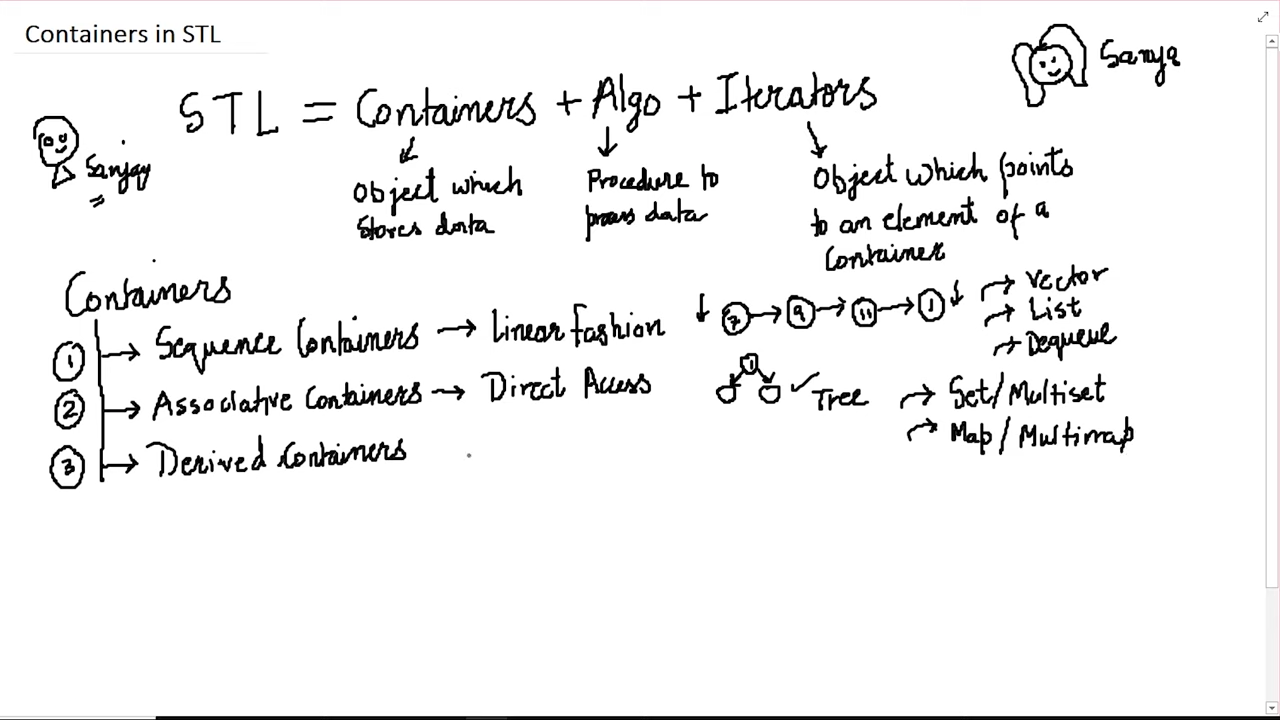 Containers in STL
Sanya
STL = Containers + Algo + Iterators
Sanjay
Object which stores data
Procedure to process data
Object which points to an element of a Container
Containers
1 Sequence Containers → Linear Fashion ↓ 7 → 9 → 11 → 1 ↓ → Vector
→ List
→ Dequeue
2 Associative Containers → Direct Access 1 ✓ Tree → Set/Multiset
→ Map/Multimap
3 → Derived Containers